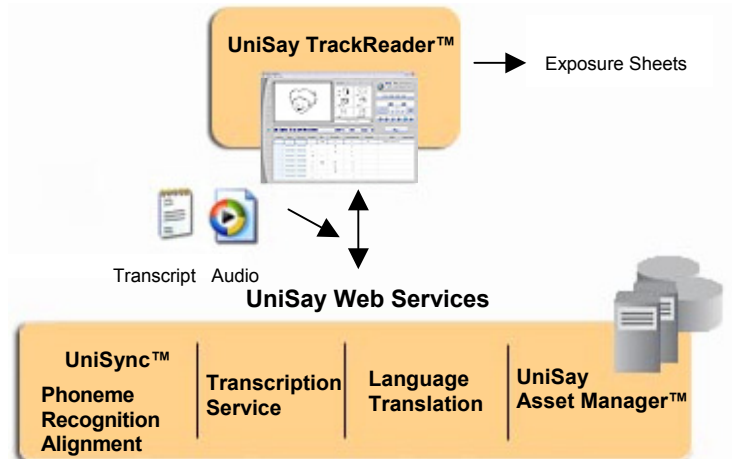 UniSay TrackReader™
Exposure Sheets
Transcript Audio
UniSay Web Services
UniSync™
Phoneme
Recognition
Alignment
Transcription
Service
Language
Translation
UniSay
Asset Manager™